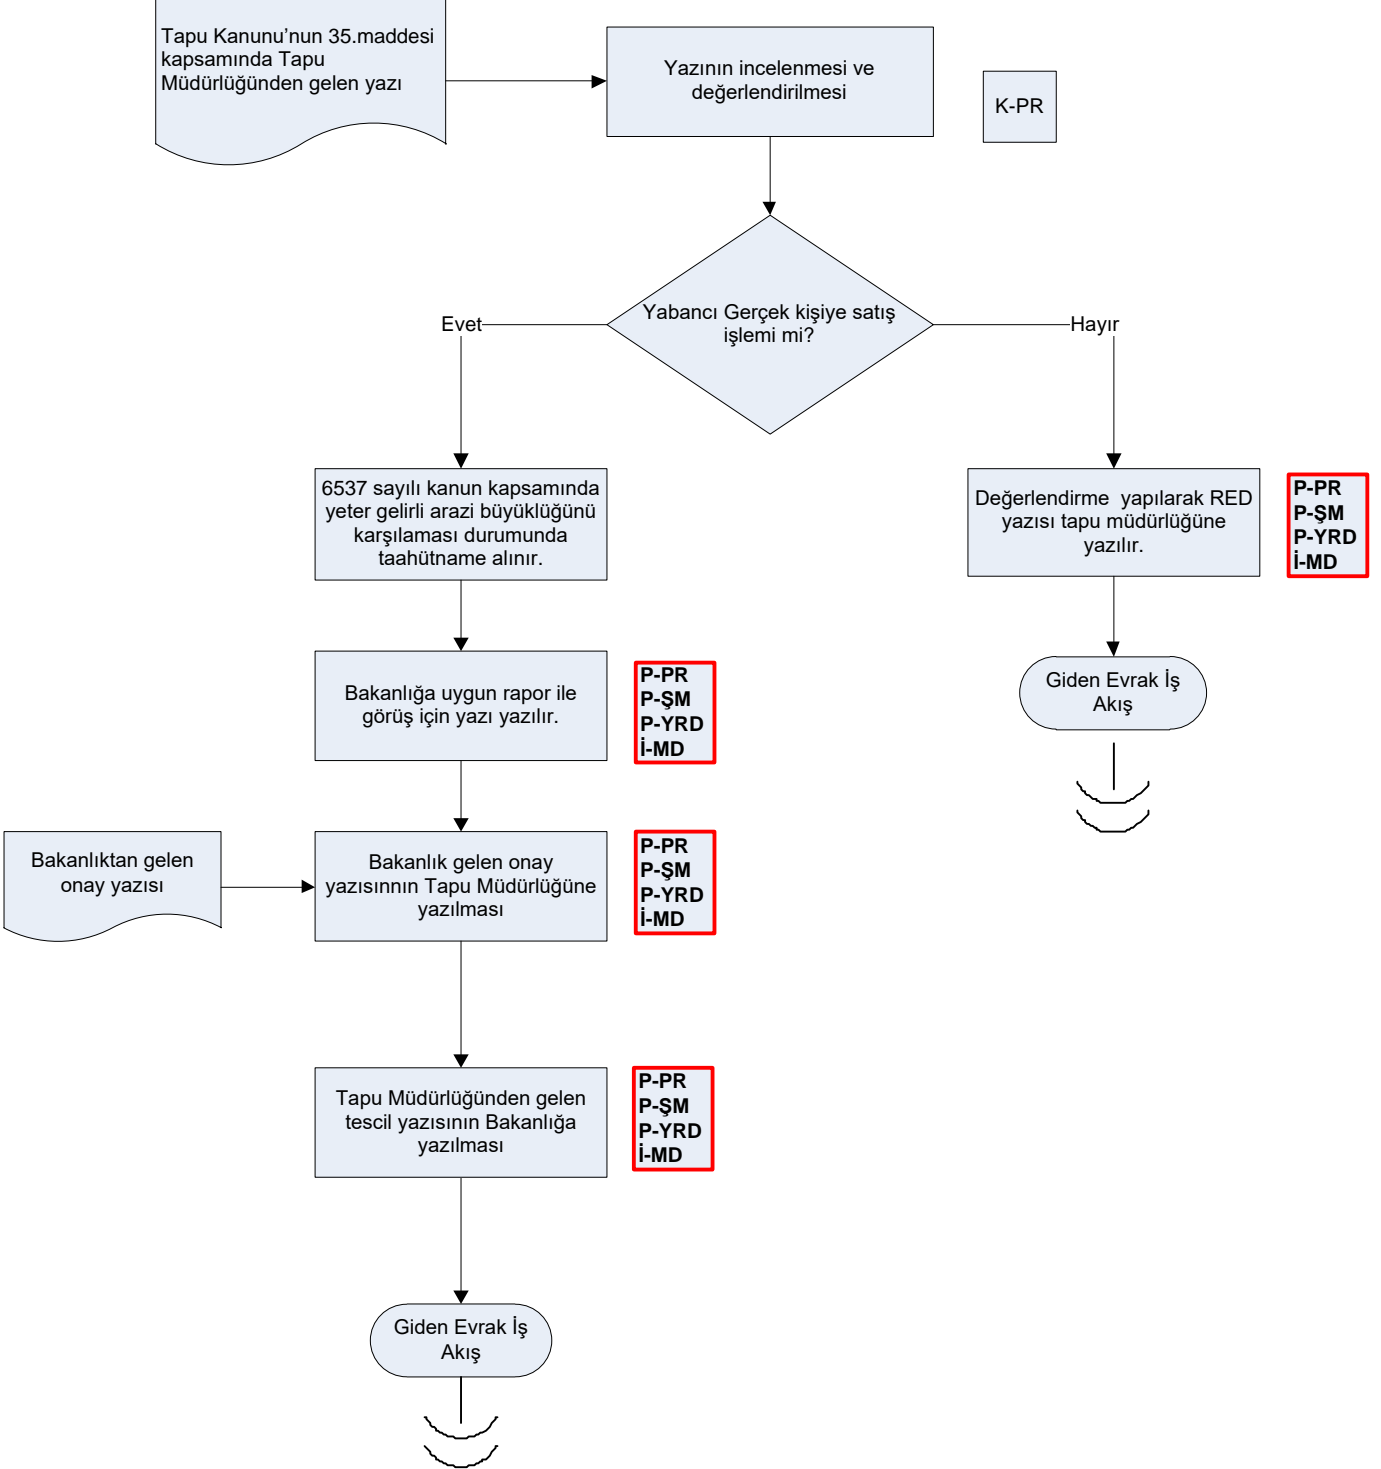 Tapu Kanunu’nun 35.maddesi
kapsamında Tapu
Müdürlüğünden gelen yazı
Yazının incelenmesi ve
değerlendirilmesi
K-PR
Yabancı Gerçek kişiye satış
işlemi mi?
Evet
Hayır
6537 sayılı kanun kapsamında
yeter gelirli arazi büyüklüğünü
karşılaması durumunda
taahütname alınır.
Değerlendirme  yapılarak RED
yazısı tapu müdürlüğüne
yazılır.
P-PR
P-ŞM
P-YRD
İ-MD
Bakanlığa uygun rapor ile
görüş için yazı yazılır.
P-PR
P-ŞM
P-YRD
İ-MD
Giden Evrak İş
Akış
Bakanlıktan gelen
onay yazısı
Bakanlık gelen onay
yazısınnın Tapu Müdürlüğüne
yazılması
P-PR
P-ŞM
P-YRD
İ-MD
Tapu Müdürlüğünden gelen
tescil yazısının Bakanlığa
yazılması
P-PR
P-ŞM
P-YRD
İ-MD
Giden Evrak İş
Akış